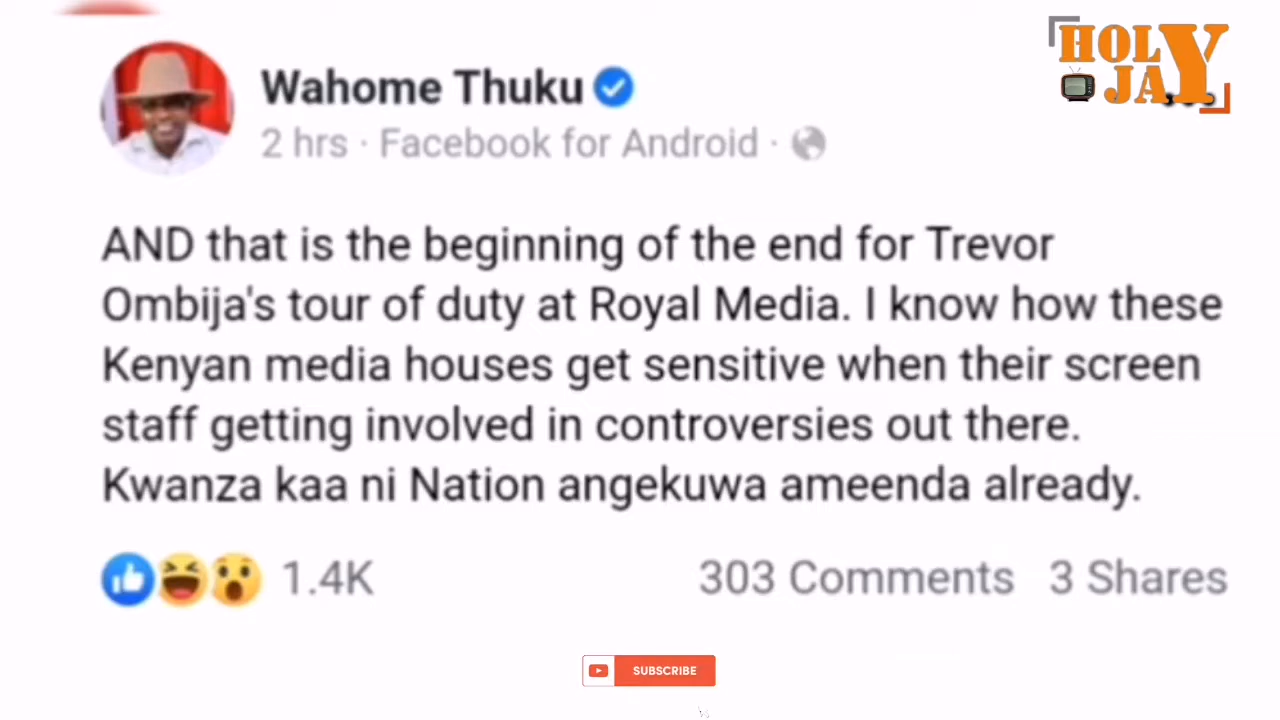 HOLY
JAY
Wahome Thuku
2 hrs · Facebook for Android ·
AND that is the beginning of the end for Trevor
Ombija's tour of duty at Royal Media. I know how these
Kenyan media houses get sensitive when their screen
staff getting involved in controversies out there.
Kwanza kaa ni Nation angekuwa ameenda already.
1.4K 303 Comments 3 Shares
SUBSCRIBE